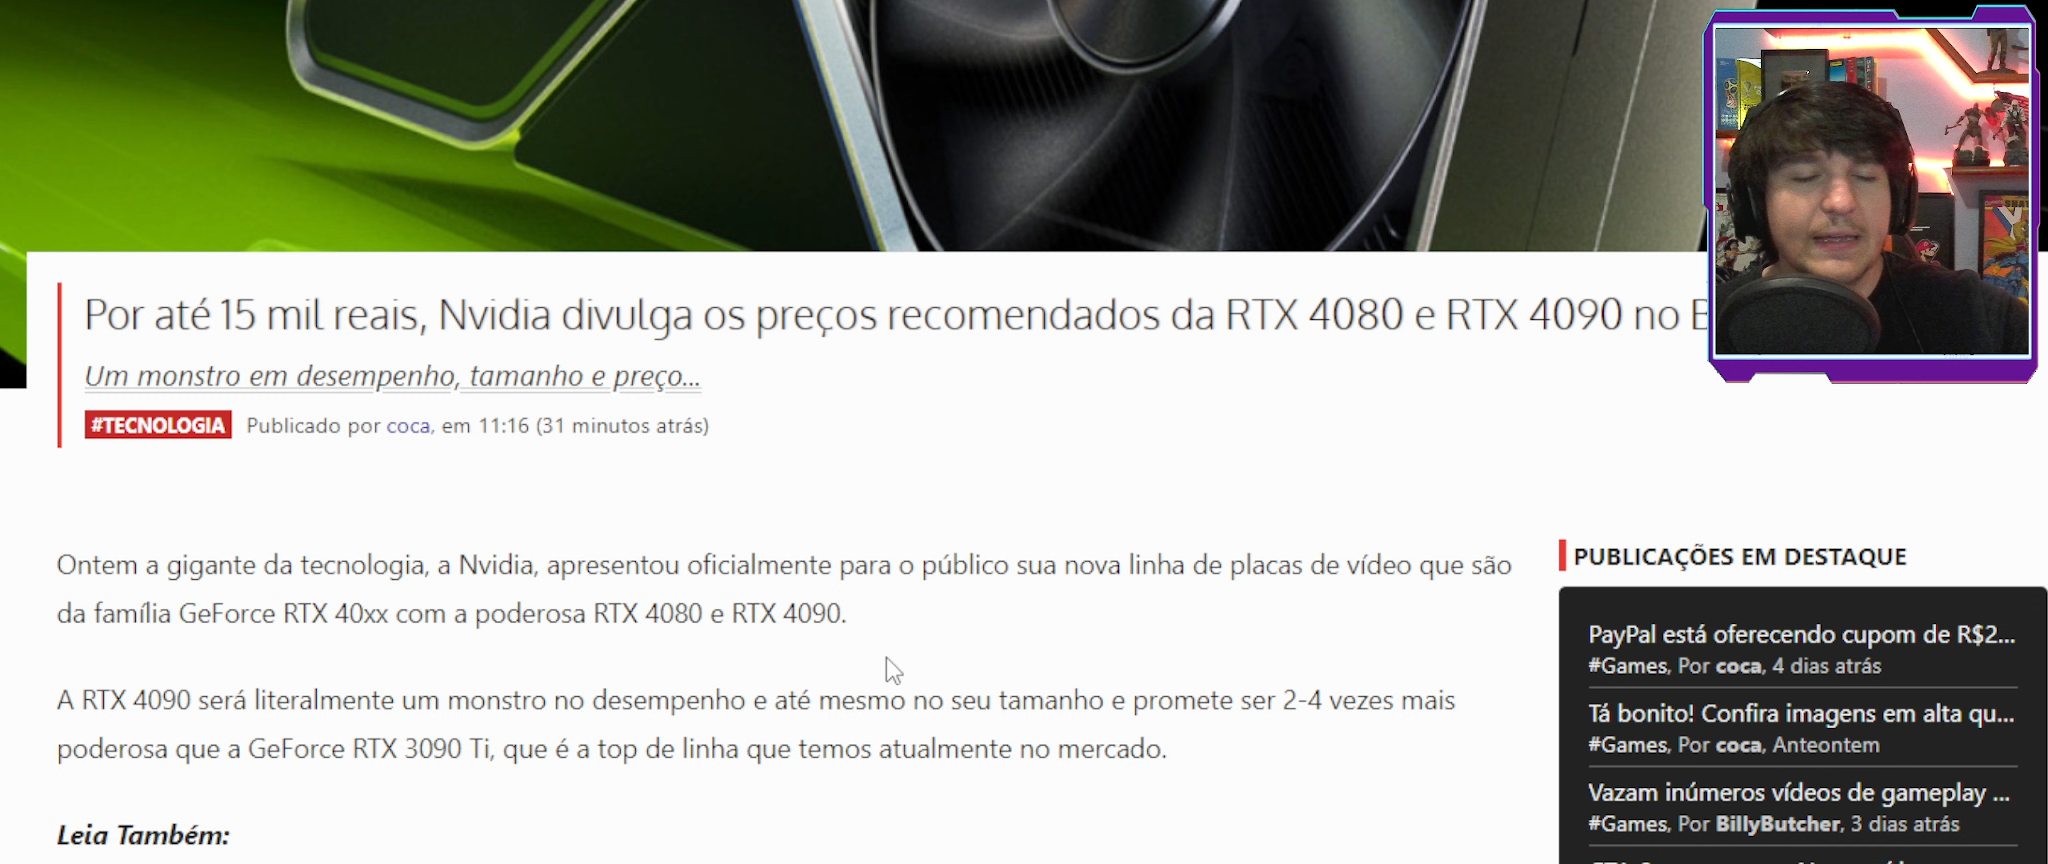 Por até 15 mil reais, Nvidia divulga os preços recomendados da RTX 4080 e RTX 4090 no
Um monstro em desempenho, tamanho e preço...
#TECNOLOGIA Publicado por coca, em 11:16 (31 minutos atrás)
Ontem a gigante da tecnologia, a Nvidia, apresentou oficialmente para o público sua nova linha de placas de vídeo que são
da família GeForce RTX 40xx com a poderosa RTX 4080 e RTX 4090.
A RTX 4090 será literalmente um monstro no desempenho e até mesmo no seu tamanho e promete ser 2-4 vezes mais
poderosa que a GeForce RTX 3090 Ti, que é a top de linha que temos atualmente no mercado.
Leia Também:
PUBLICAÇÕES EM DESTAQUE
PayPal está oferecendo cupom de R$2...
#Games, Por coca, 4 dias atrás
Tá bonito! Confira imagens em alta qu...
#Games, Por coca, Anteontem
Vazam inúmeros vídeos de gameplay ...
#Games, Por BillyButcher, 3 dias atrás